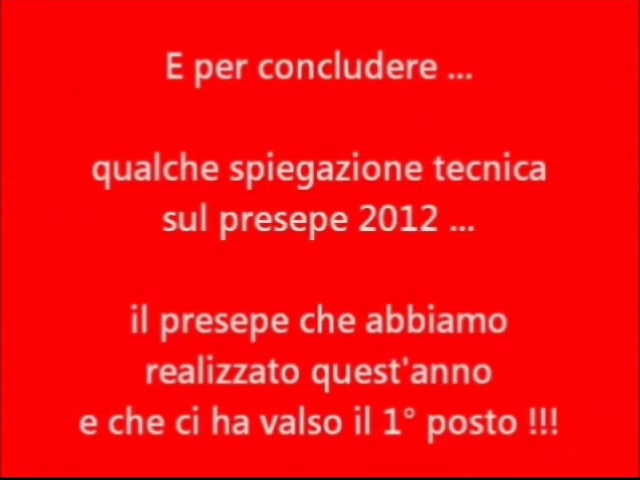 E per concludere ...
qualche spiegazione tecnica
sul presepe 2012 ...
il presepe che abbiamo
realizzato quest'anno
e che ci ha valso il 1° posto !!!